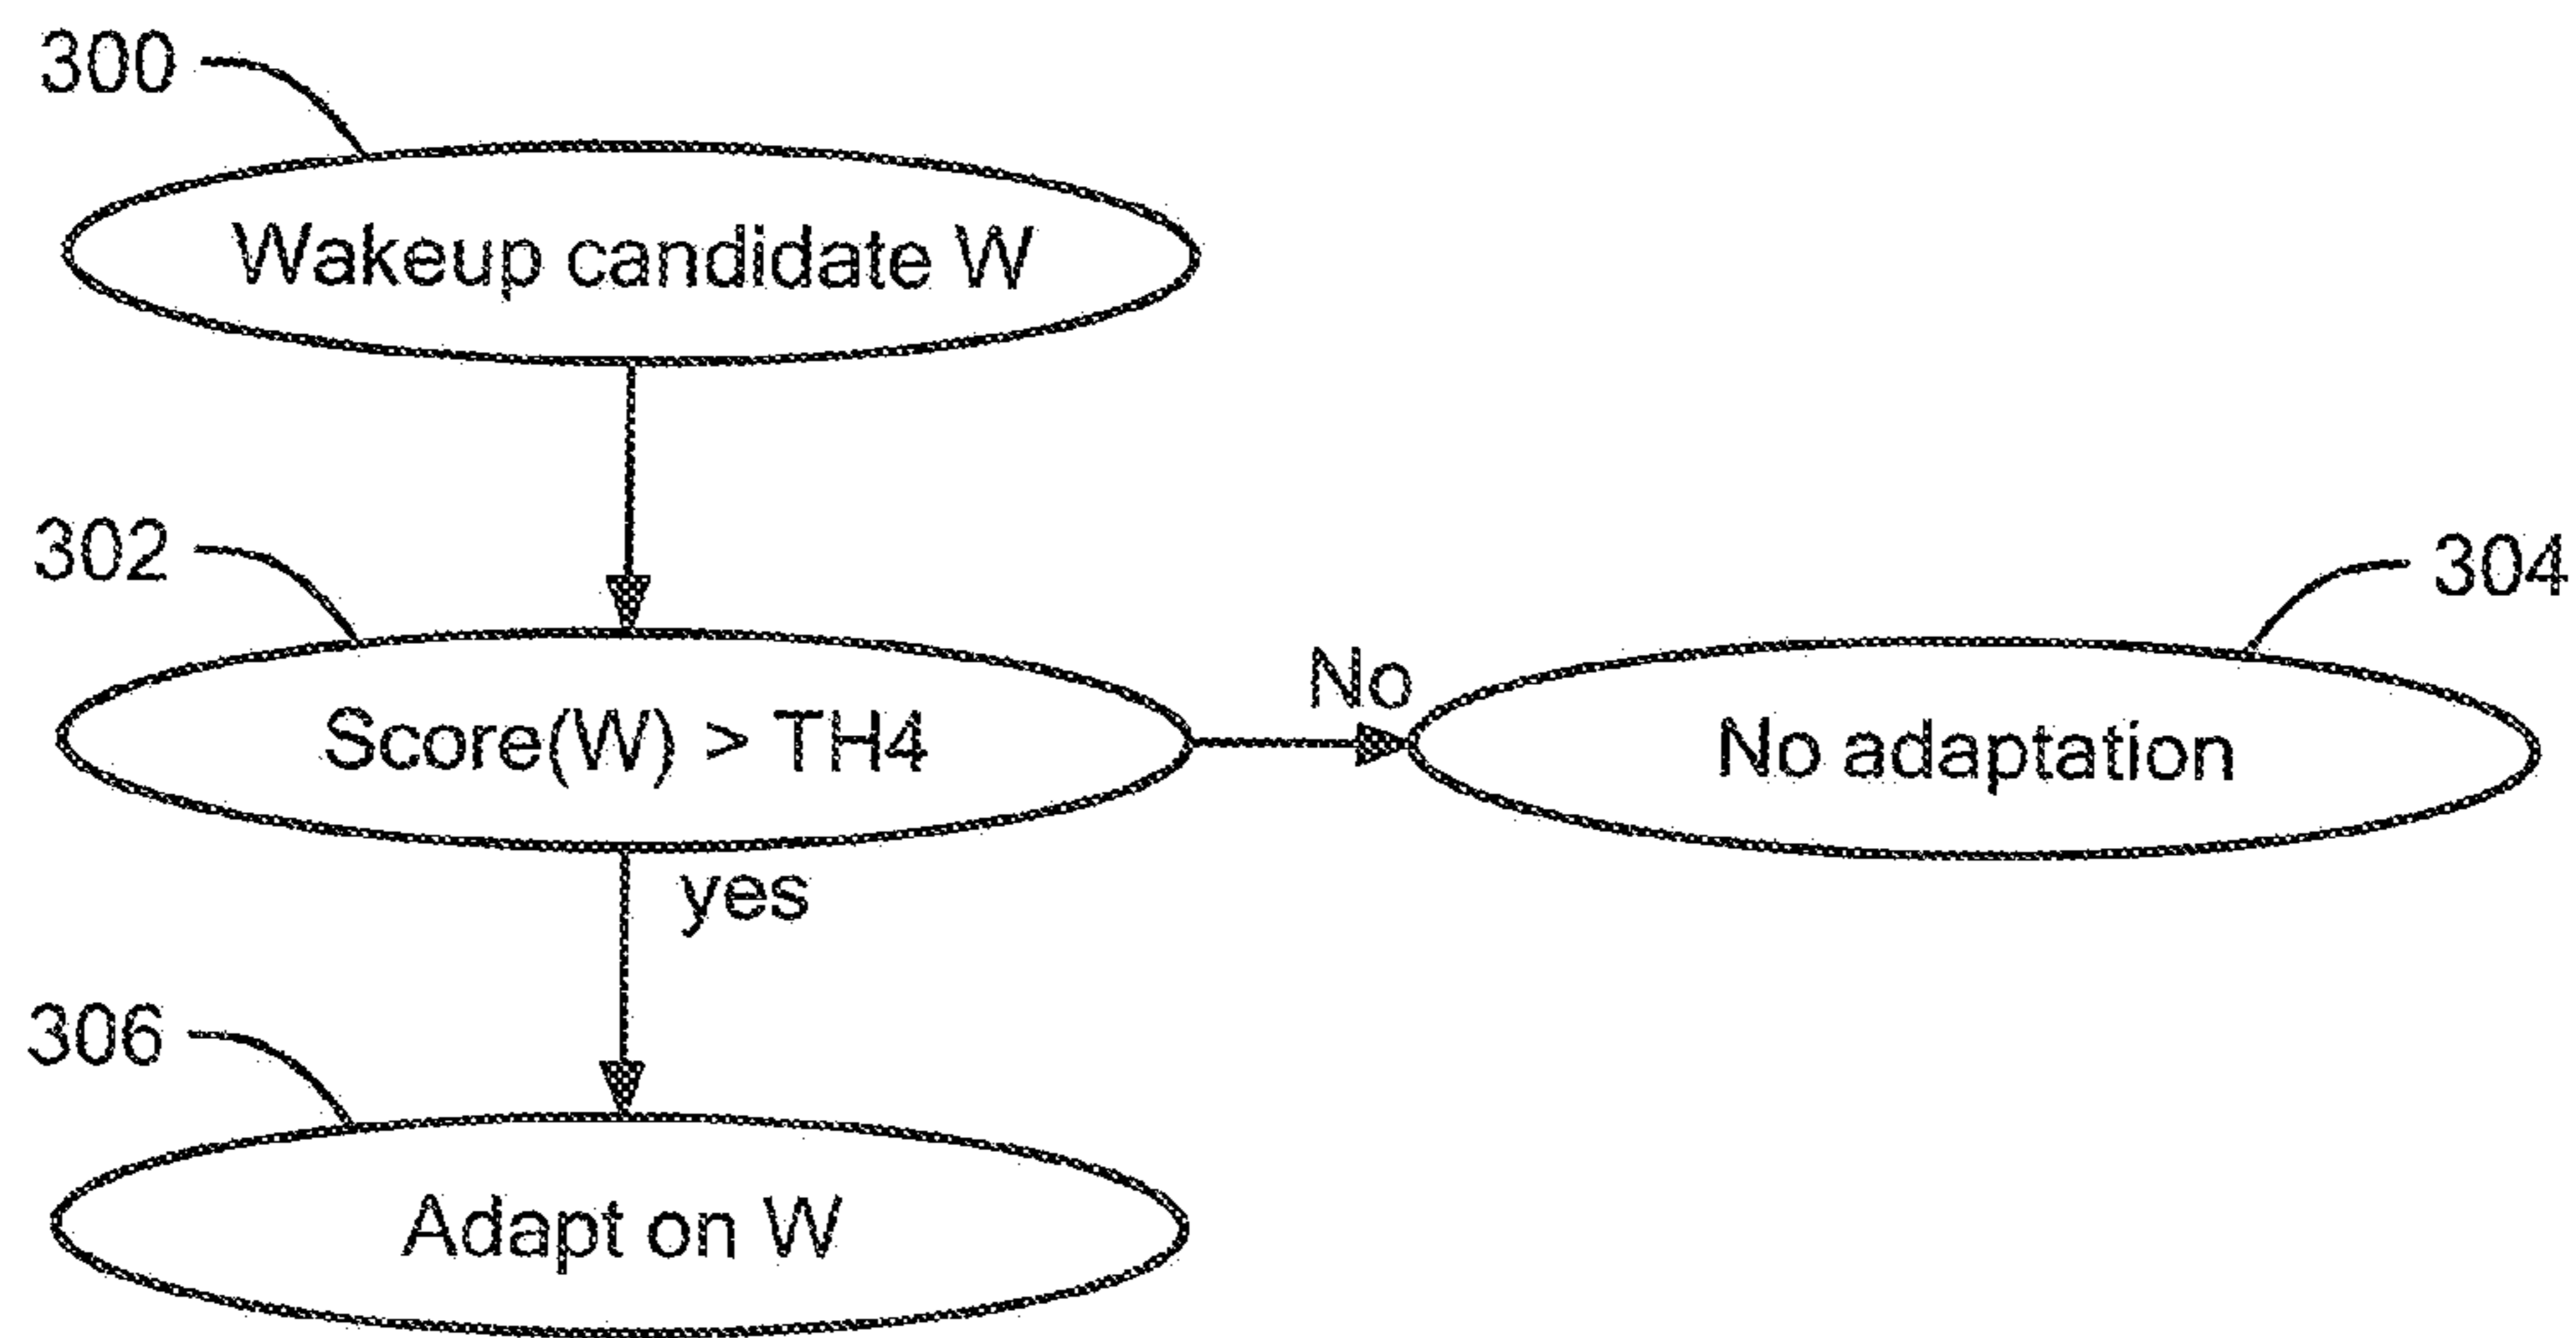 300
Wakeup candidate W
302
304
No
Score(W) > TH4
No adaptation
yes
306
Adapt on W